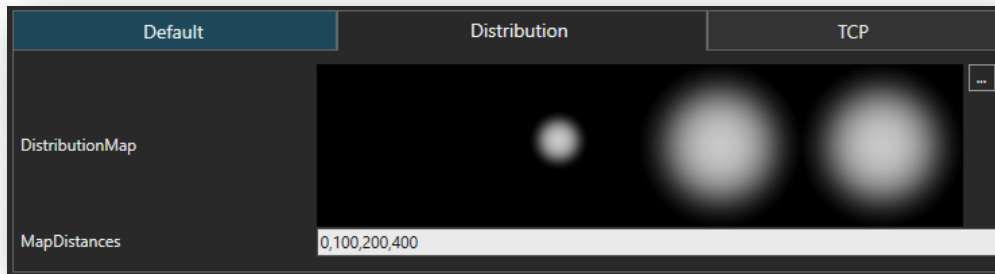 Default Distribution TCP
DistributionMap
...
MapDistances 0,100,200,400